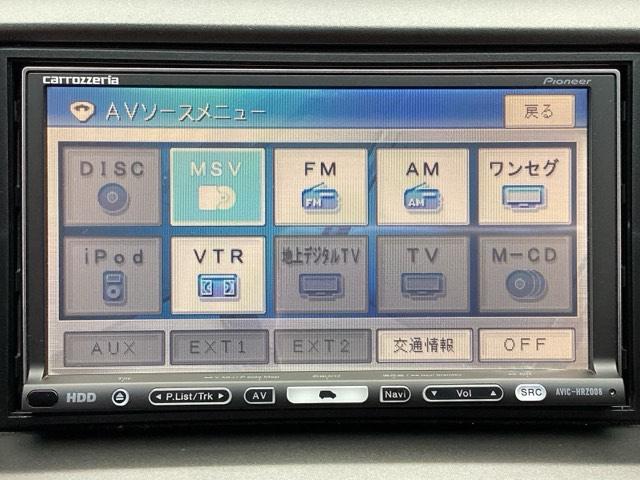 carrozzeria
Pioneer
AVソースメニュー
戻る
DISC
MSV
FM
AM
ワンセグ
FM
AM
iPod
VTR
地上デジタルTV
TV
M-CD
AUX
EXT1
EXT2
交通情報
OFF
HDD
P.List/Trk
AV
Navi
Vol
SRC
AVIC-HRZ008